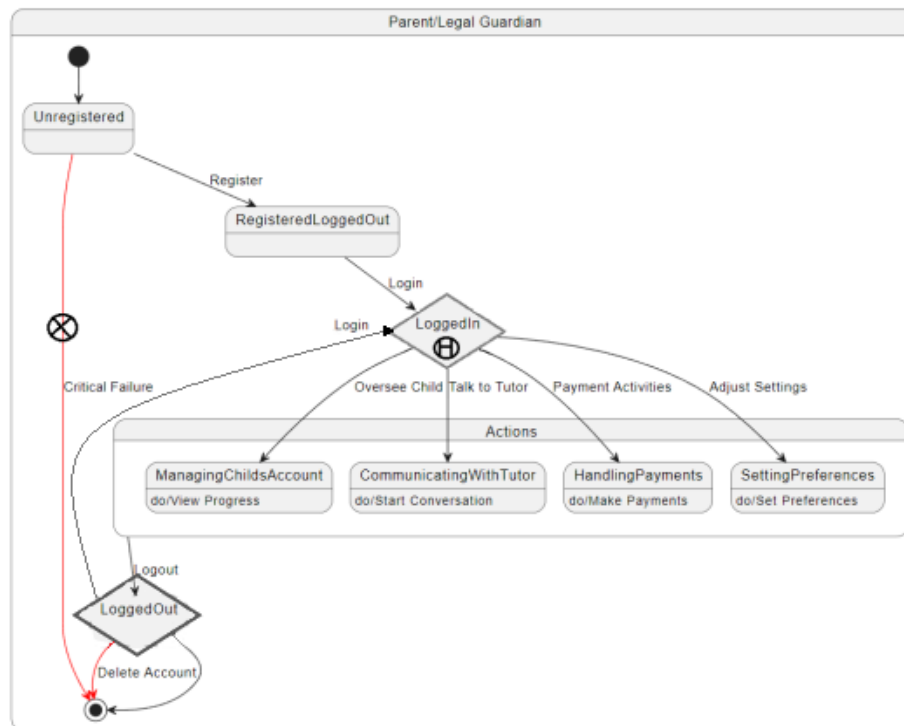 Parent/Legal Guardian
Unregistered
Register
RegisteredLoggedOut
Login
LoggedIn
H
Login
Critical Failure
Oversee Child
Talk to Tutor
Payment Activities
Adjust Settings
Actions
ManagingChildsAccount
do/View Progress
CommunicatingWithTutor
do/Start Conversation
HandlingPayments
do/Make Payments
SettingPreferences
do/Set Preferences
Logout
LoggedOut
Delete Account